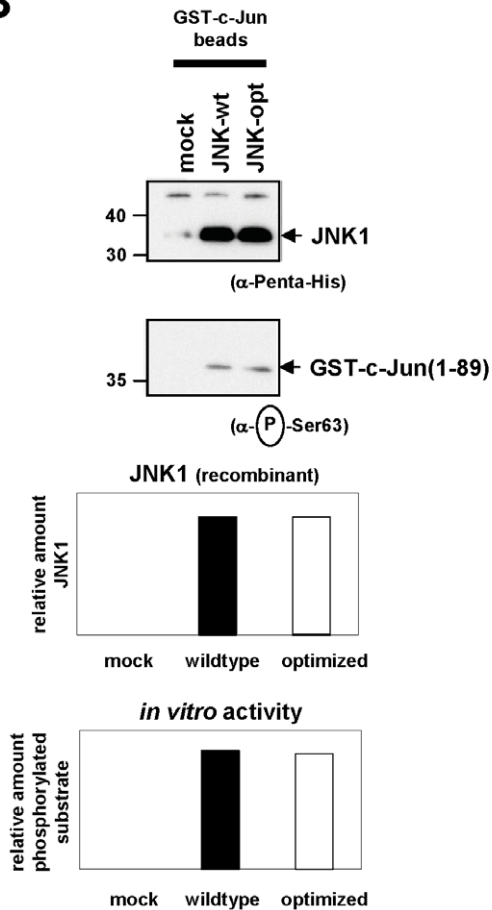 GST-c-Jun
beads
mock
JNK-wt
JNK-opt
40
30
JNK1
(α-Penta-His)
35
GST-c-Jun(1-89)
(α-P-Ser63)
JNK1 (recombinant)
relative amount
JNK1
mock wildtype optimized
in vitro activity
relative amount
phosphorylated
substrate
mock wildtype optimized